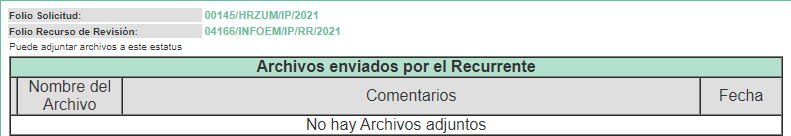 Folio Solicitud: 00145/HRZUM/IP/2021
Folio Recurso de Revisión: 04166/INFOEM/IP/RR/2021
Puede adjuntar archivos a este estatus
Archivos enviados por el Recurrente
Nombre del Archivo Comentarios Fecha
No hay Archivos adjuntos